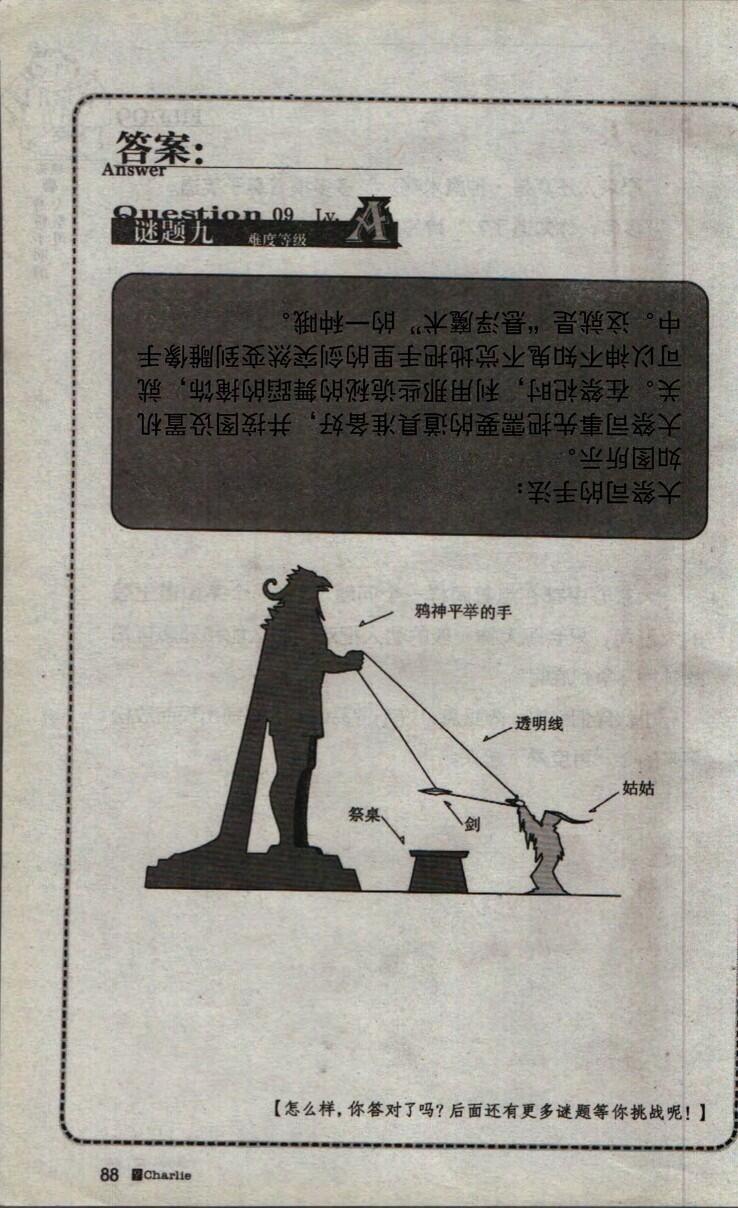 答案：
Answer
Question 09 Lv. A
谜题九 难度等级
大祭司的手法：
如图所示。
大祭司事先把需要的道具准备好，并按图设置机
关。在祭祀时，利用那些诡秘的舞蹈的掩饰，就
可以神不知鬼不觉地把手里的剑突然变到雕像手
中。这就是“悬浮魔术”的一种哦。
鸦神平举的手
透明线
姑姑
祭桌
剑
【怎么样，你答对了吗？后面还有更多谜题等你挑战呢！】
88 Charlie